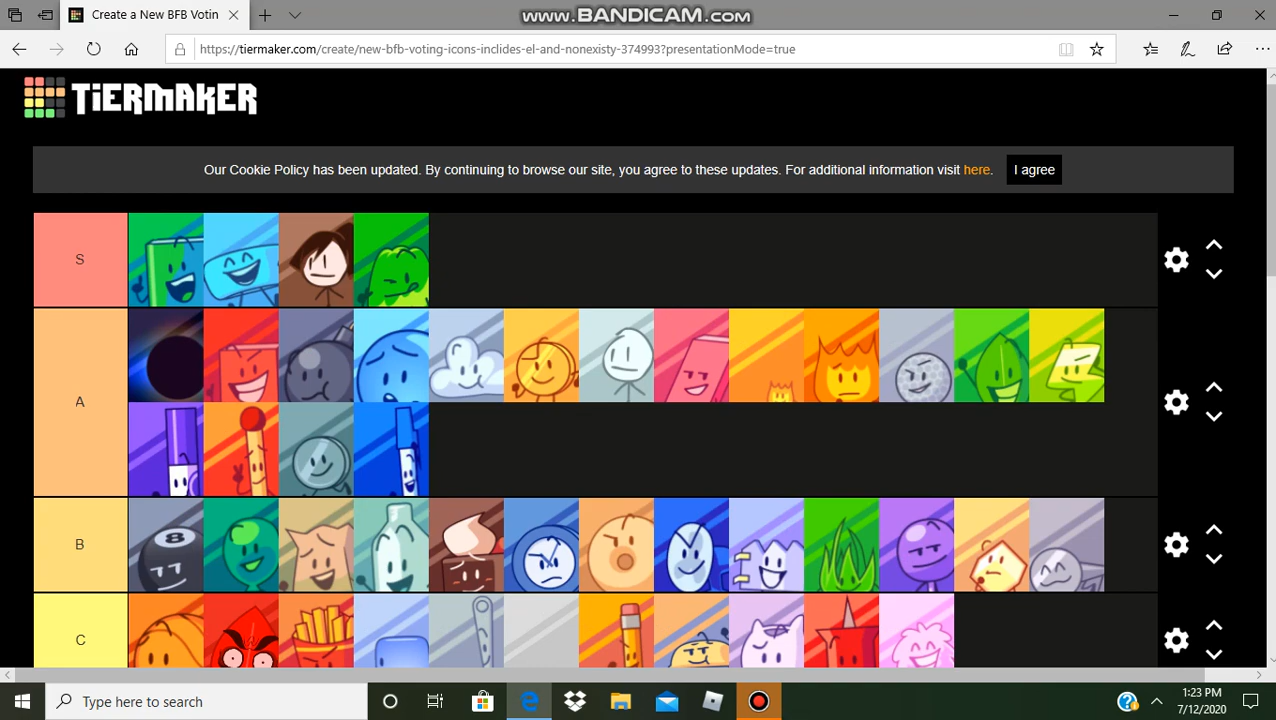 Create a New BFB Votin
www.BANDICAM.com
https://tiermaker.com/create/new-bfb-voting-icons-inclides-el-and-nonexisty-374993?presentationMode=true
TiERMAKER
Our Cookie Policy has been updated. By continuing to browse our site, you agree to these updates. For additional information visit here.
I agree
S
A
8
B
C
Type here to search
1:23 PM
7/12/2020